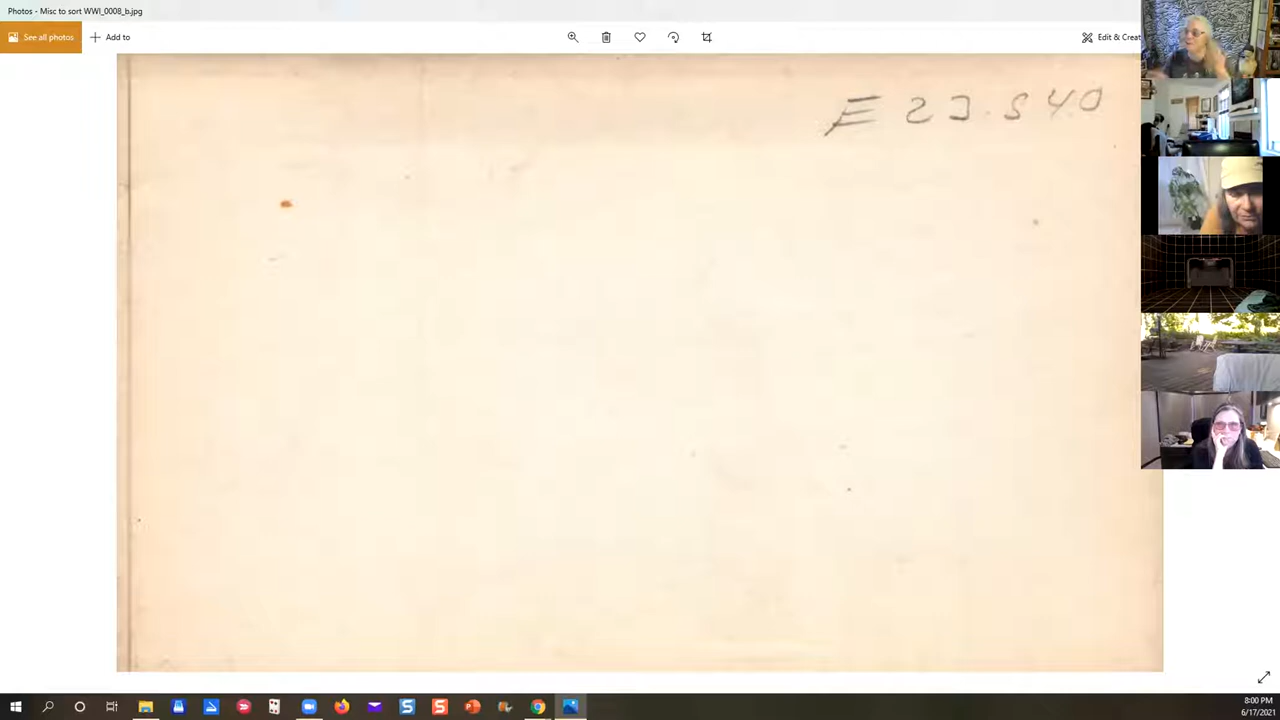 Photos - Misc to sort WWI_0008_b.jpg
See all photos
Add to
Edit & Creat
E 23.540
8:00 PM
6/17/2021